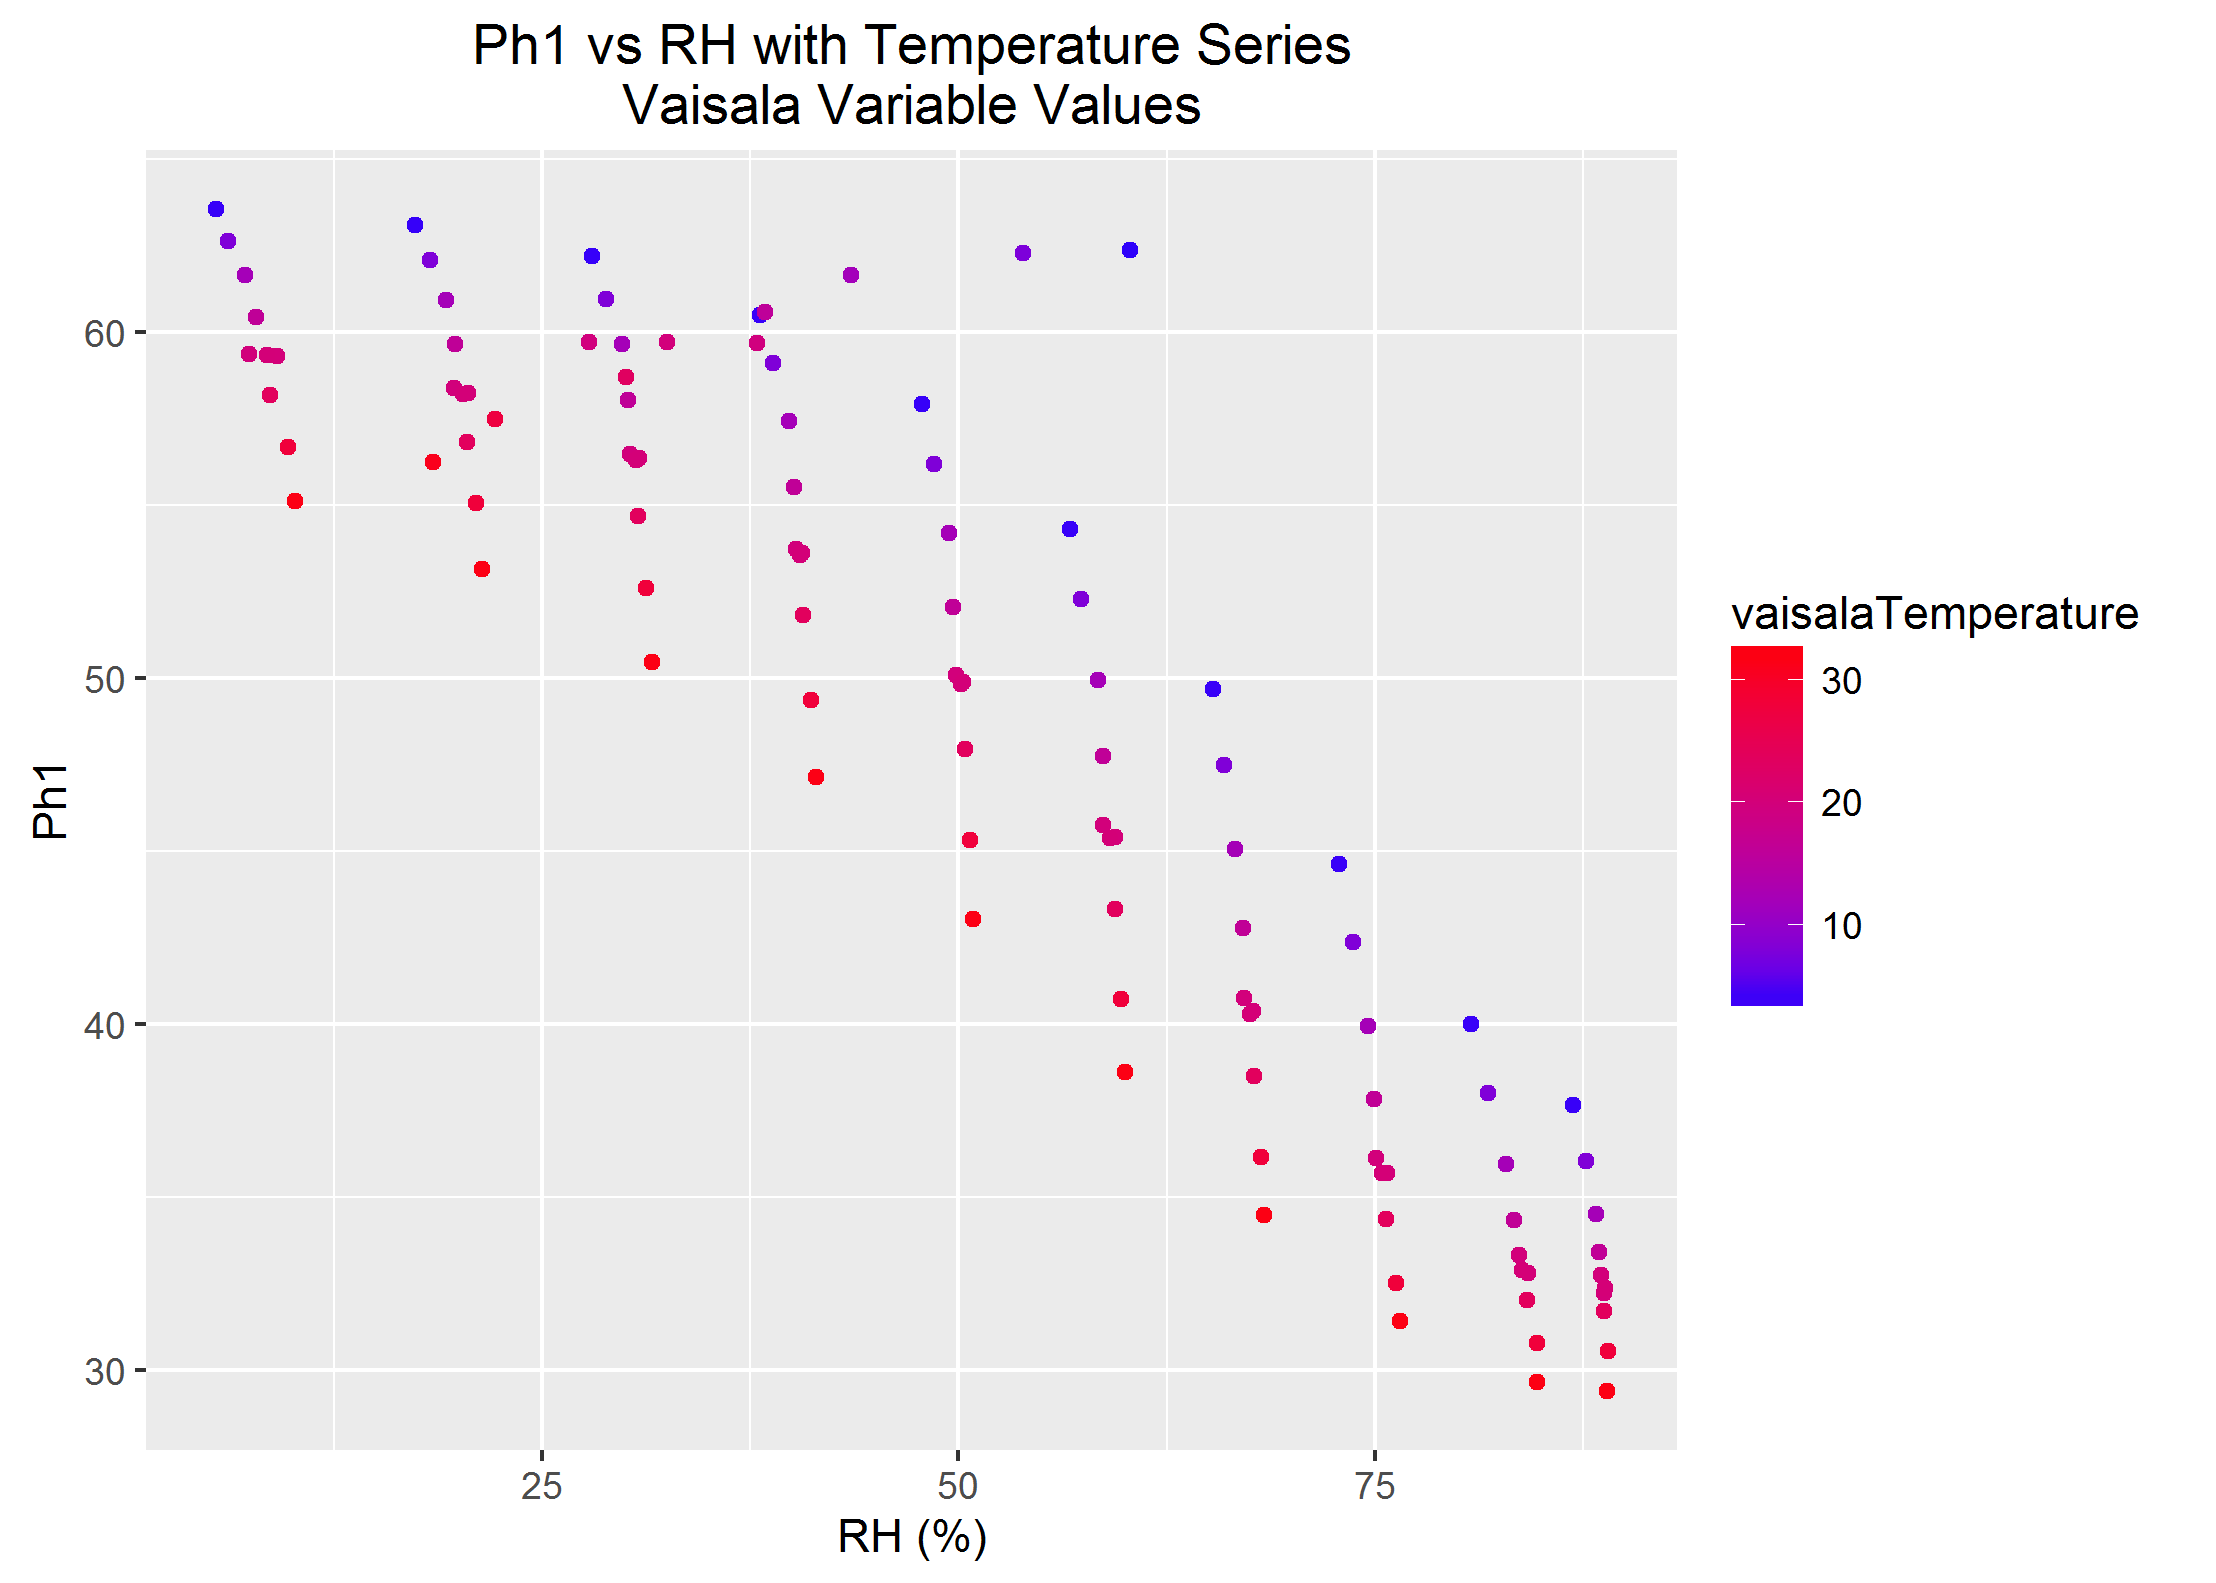 Ph1 vs RH with Temperature Series
Vaisala Variable Values
60
50
40
30
Ph1
25 50 75
RH (%)
vaisalaTemperature
30
20
10